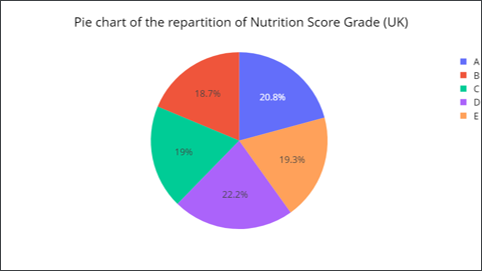 Pie chart of the repartition of Nutrition Score Grade (UK)
20.8%
18.7%
19.3%
19%
22.2%
A
B
C
D
E